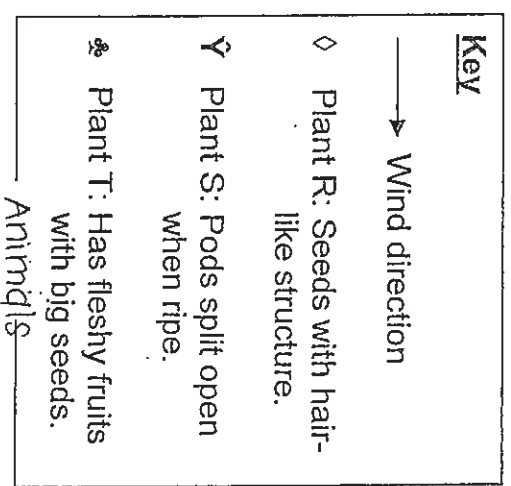 Key
Wind direction
Plant R: Seeds with hair-
like structure.
Plant S: Pods split open
when ripe.
Plant T: Has fleshy fruits
with big seeds.
Animals